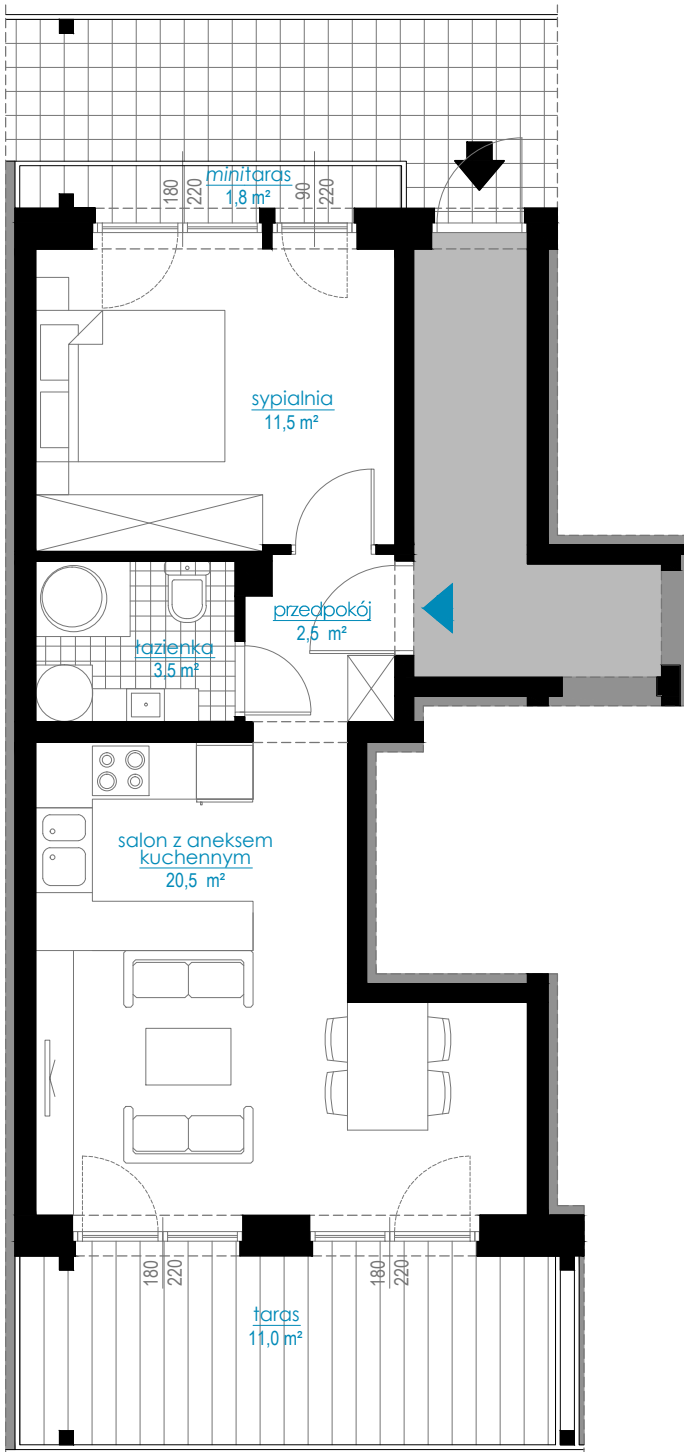 minitaras
1,8 m²
180
220
90
220
sypialnia
11,5 m²
przedpokój
2,5 m²
łazienka
3,5 m²
salon z aneksem
kuchennym
20,5 m²
180
220
180
220
taras
11,0 m²